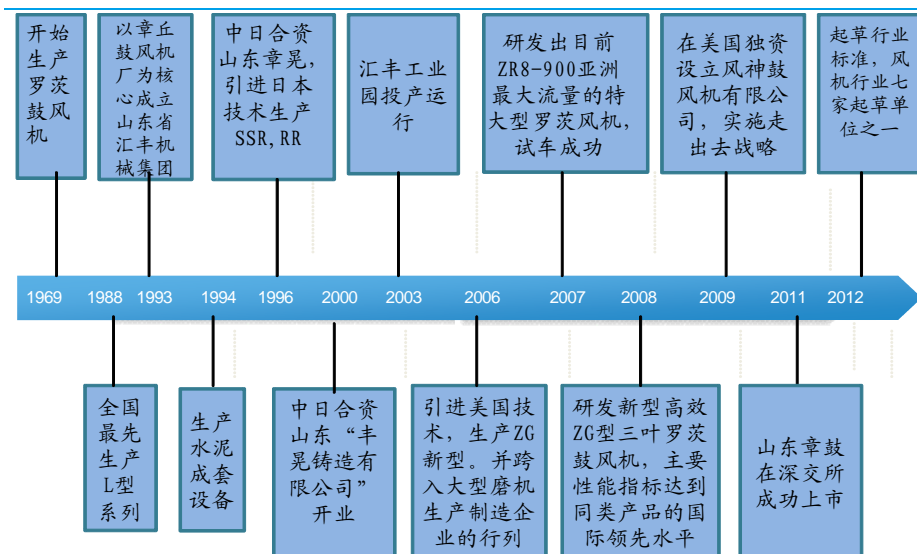 开始
生产
罗茨
鼓风
机
以章丘
鼓风机
厂为核
心成立
山东省
汇丰机
械集团
中日合资
山东章晃，
引进日本
技术生产
SSR, RR
汇丰工业
园投产运
行
研发出目前
ZR8-900亚洲
最大流量的特
大型罗茨风机，
试车成功
在美国独资
设立风神鼓
风机有限公
司，实施走
出去战略
起草行业
标准，风
机行业七
家起草单
位之一
1969 1988 1993 1994 1996 2000 2003 2006 2007 2008 2009 2011 2012
全国
最先
生产
L型
系列
生产
水泥
成套
设备
中日合资
山东“丰
晃铸造有
限公司”
开业
引进美国技
术，生产ZG
新型。并跨
入大型磨机
生产制造企
业的行列
研发新型高效
ZG型三叶罗茨
鼓风机，主要
性能指标达到
同类产品的国
际领先水平
山东章鼓
在深交所
成功上市